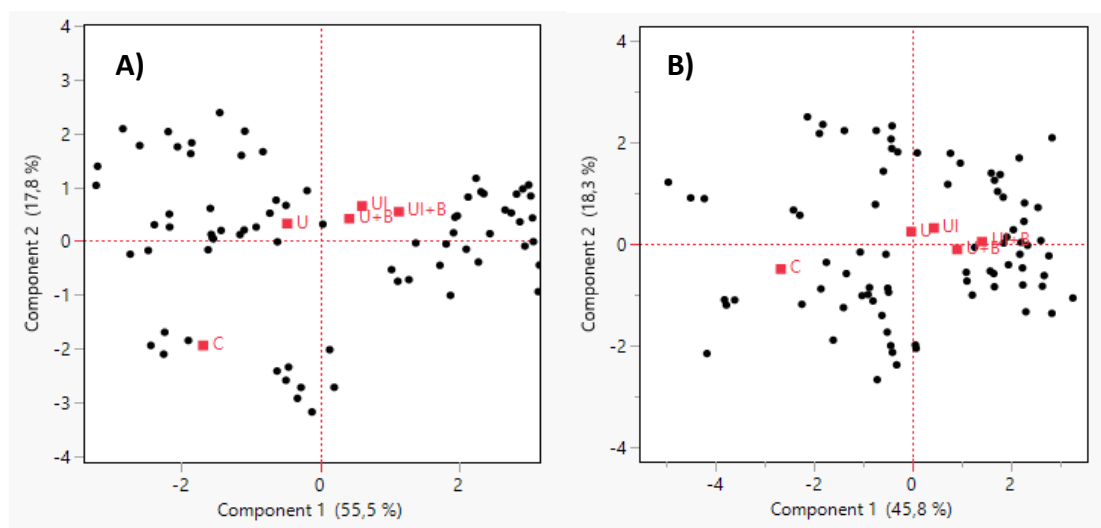 A)
4
3
2
1
0
-1
-2
-3
-4
Component 2 (17,8 %)
UI
UI+B
U+B
U
C
-2
0
2
Component 1 (55,5 %)
B)
4
2
0
-2
-4
Component 2 (18,3 %)
U
UI
UI+B
U+B
C
-4
-2
0
2
Component 1 (45,8 %)